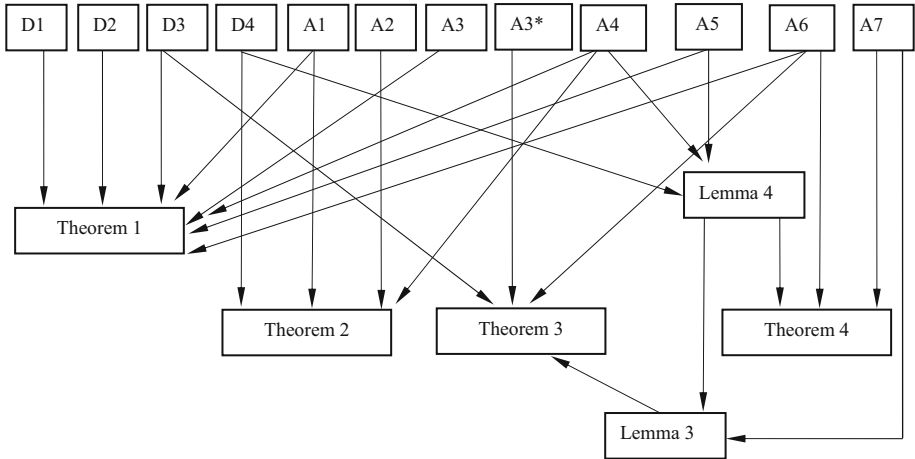 D1 D2 D3 D4 A1 A2 A3 A3* A4 A5 A6 A7
Lemma 4
Theorem 1
Theorem 2 Theorem 3 Theorem 4
Lemma 3